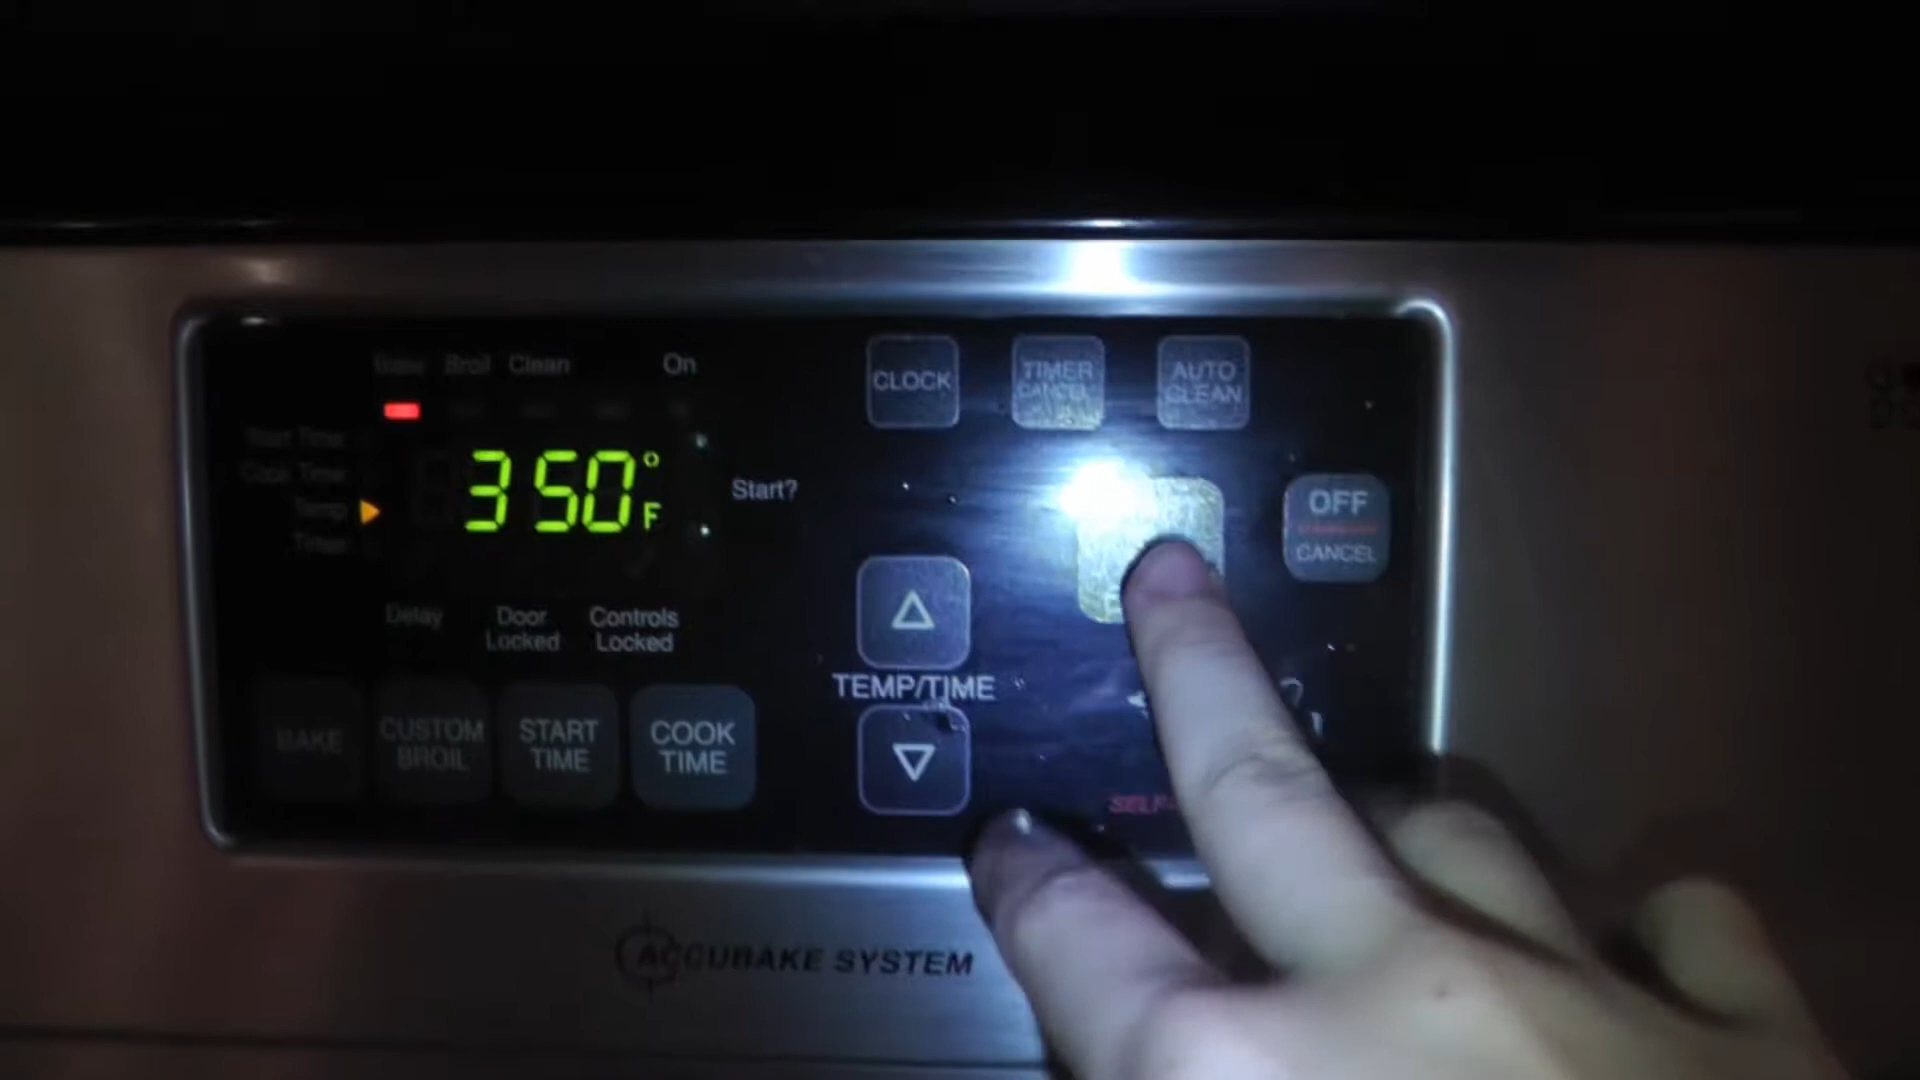 Bake Broil Clean On
Start Time
Cook Time
Temp
Timer
350°F
Start?
Delay Door Locked Controls Locked
BAKE
CUSTOM
BROIL
START
TIME
COOK
TIME
CLOCK
TIMER
CANCEL
AUTO
CLEAN
OFF
CANCEL
TEMP/TIME
SELF-
ACCUBAKE SYSTEM